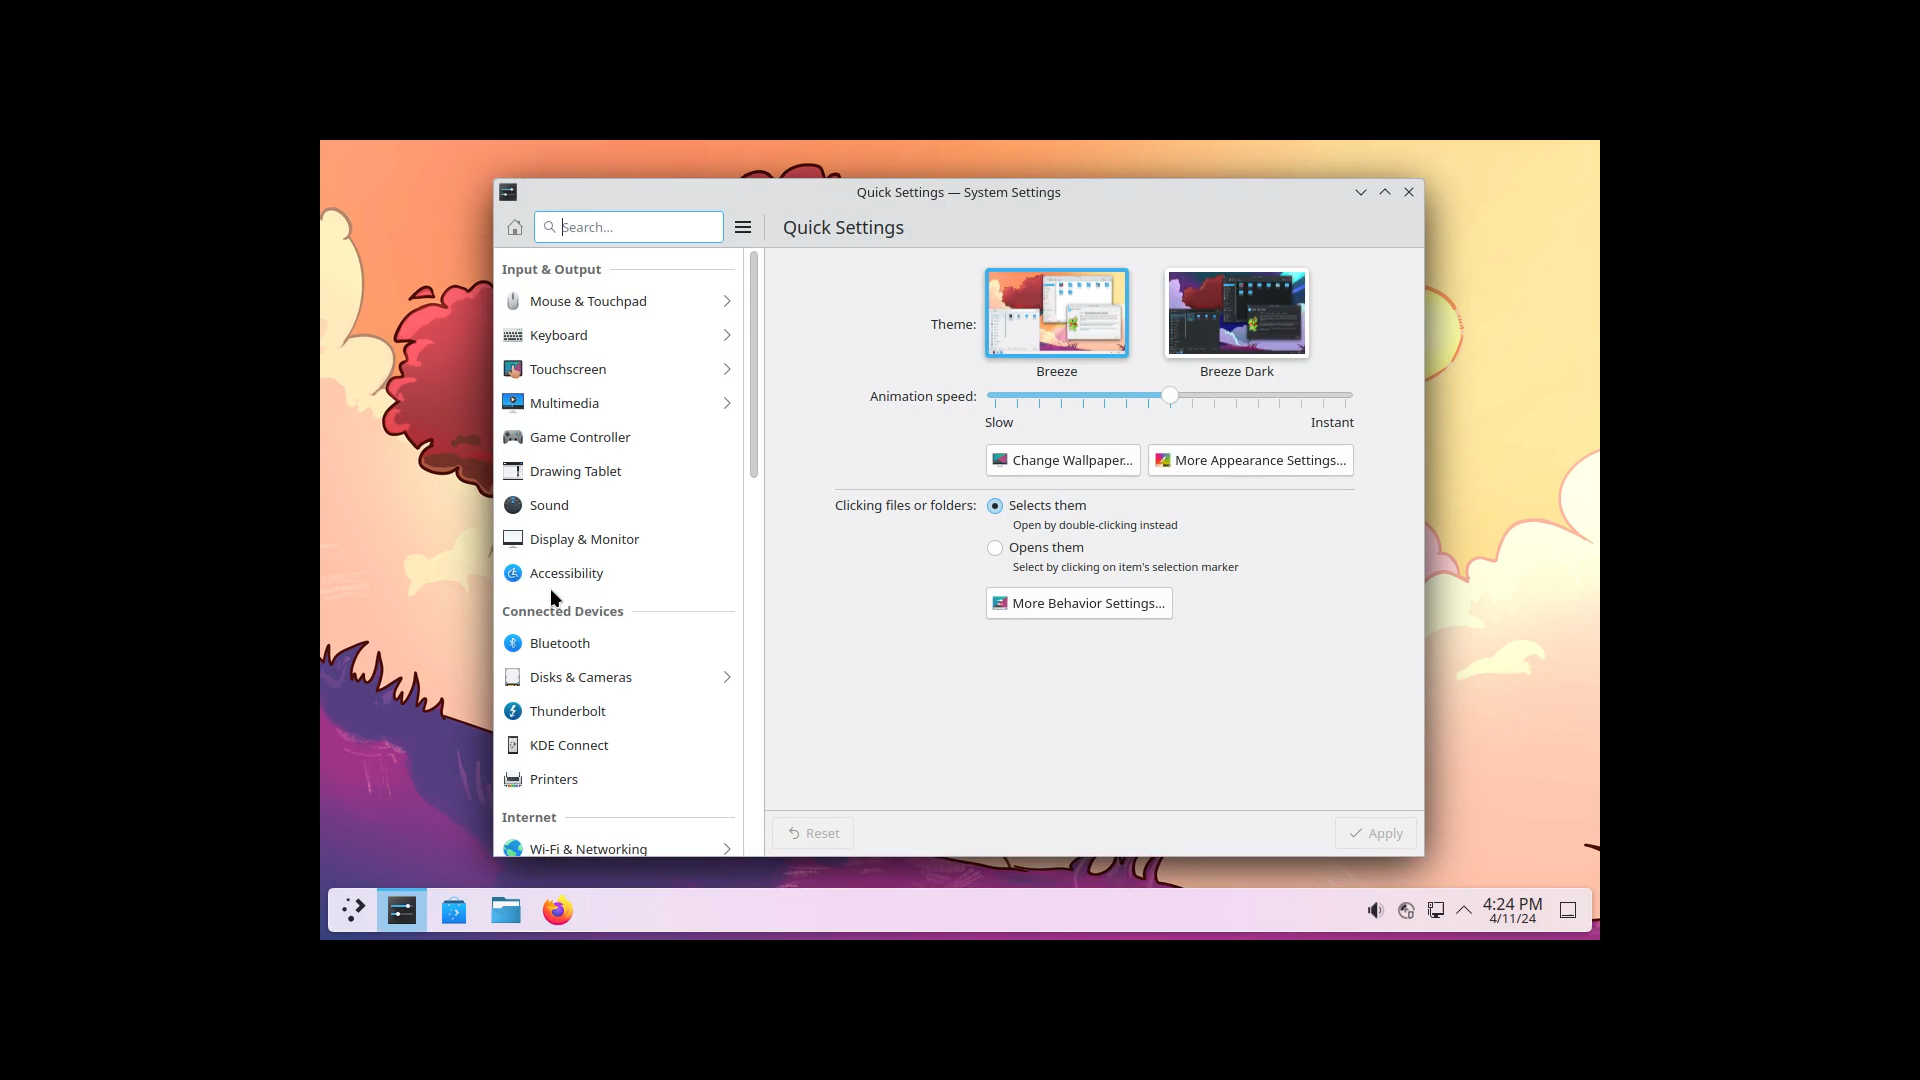 Quick Settings — System Settings
Search...
Quick Settings
Input & Output
Mouse & Touchpad
Keyboard
Touchscreen
Multimedia
Game Controller
Drawing Tablet
Sound
Display & Monitor
Accessibility
Connected Devices
Bluetooth
Disks & Cameras
Thunderbolt
KDE Connect
Printers
Internet
Wi-Fi & Networking
Theme:
Breeze
Breeze Dark
Animation speed:
Slow
Instant
Change Wallpaper...
More Appearance Settings...
Clicking files or folders:
Selects them
Open by double-clicking instead
Opens them
Select by clicking on item's selection marker
More Behavior Settings...
Reset
Apply
4:24 PM
4/11/24